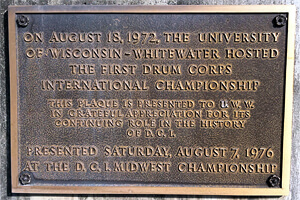 ON AUGUST 18, 1972, THE UNIVERSITY
OF WISCONSIN-WHITEWATER HOSTED
THE FIRST DRUM CORPS
INTERNATIONAL CHAMPIONSHIP
THIS PLAQUE IS PRESENTED TO U.W.W.
IN GRATEFUL APPRECIATION FOR ITS
CONTINUING ROLE IN THE HISTORY
OF D.C.I.
PRESENTED SATURDAY, AUGUST 7, 1976
AT THE D.C.I. MIDWEST CHAMPIONSHIP